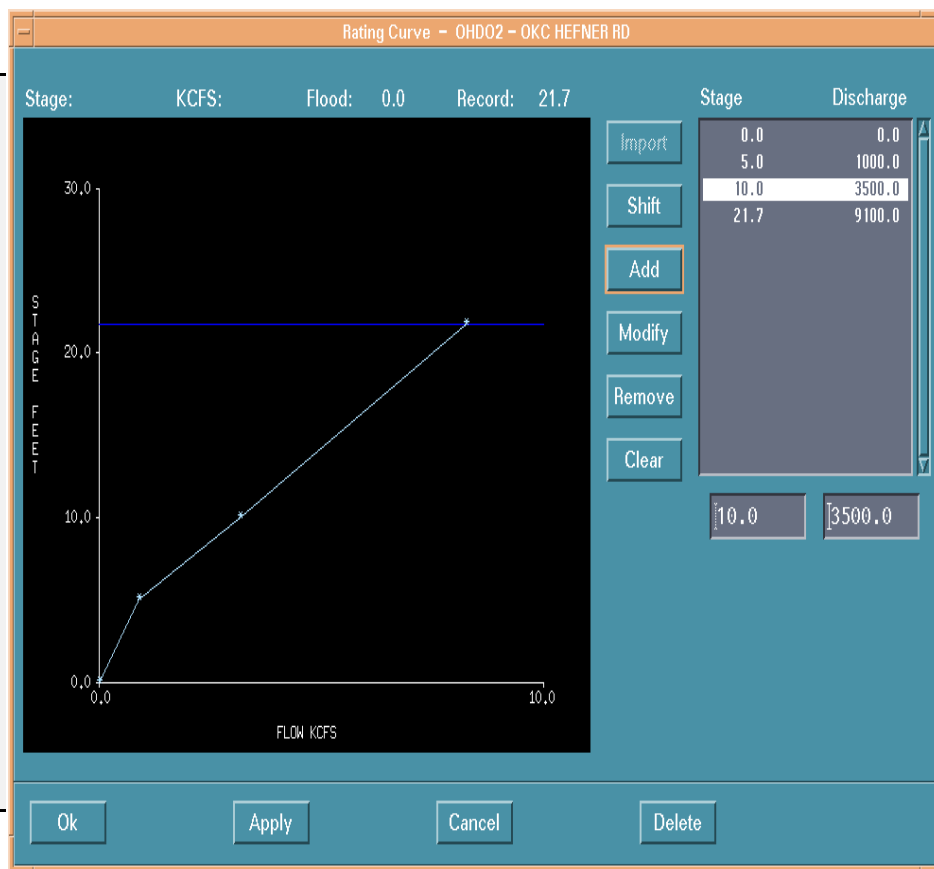 Rating Curve - OHDO2 - OKC HEFNER RD
Stage: KCFS: Flood: 0.0 Record: 21.7
Stage Discharge
0.0 0.0
5.0 1000.0
10.0 3500.0
21.7 9100.0
10.0 3500.0
Import
Shift
Add
Modify
Remove
Clear
30.0
20.0
10.0
0.0
STAGE FEET
0.0 10.0
FLOW KCFS
Ok Apply Cancel Delete